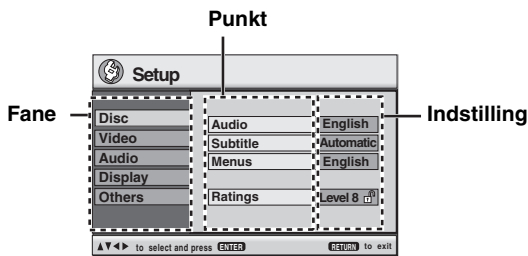 Punkt
Setup
Fane
Indstilling
Disc
Video
Audio
Display
Others
Audio
Subtitle
Menus
Ratings
English
Automatic
English
Level 8
▲▼◀▶ to select and press ENTER
RETURN to exit